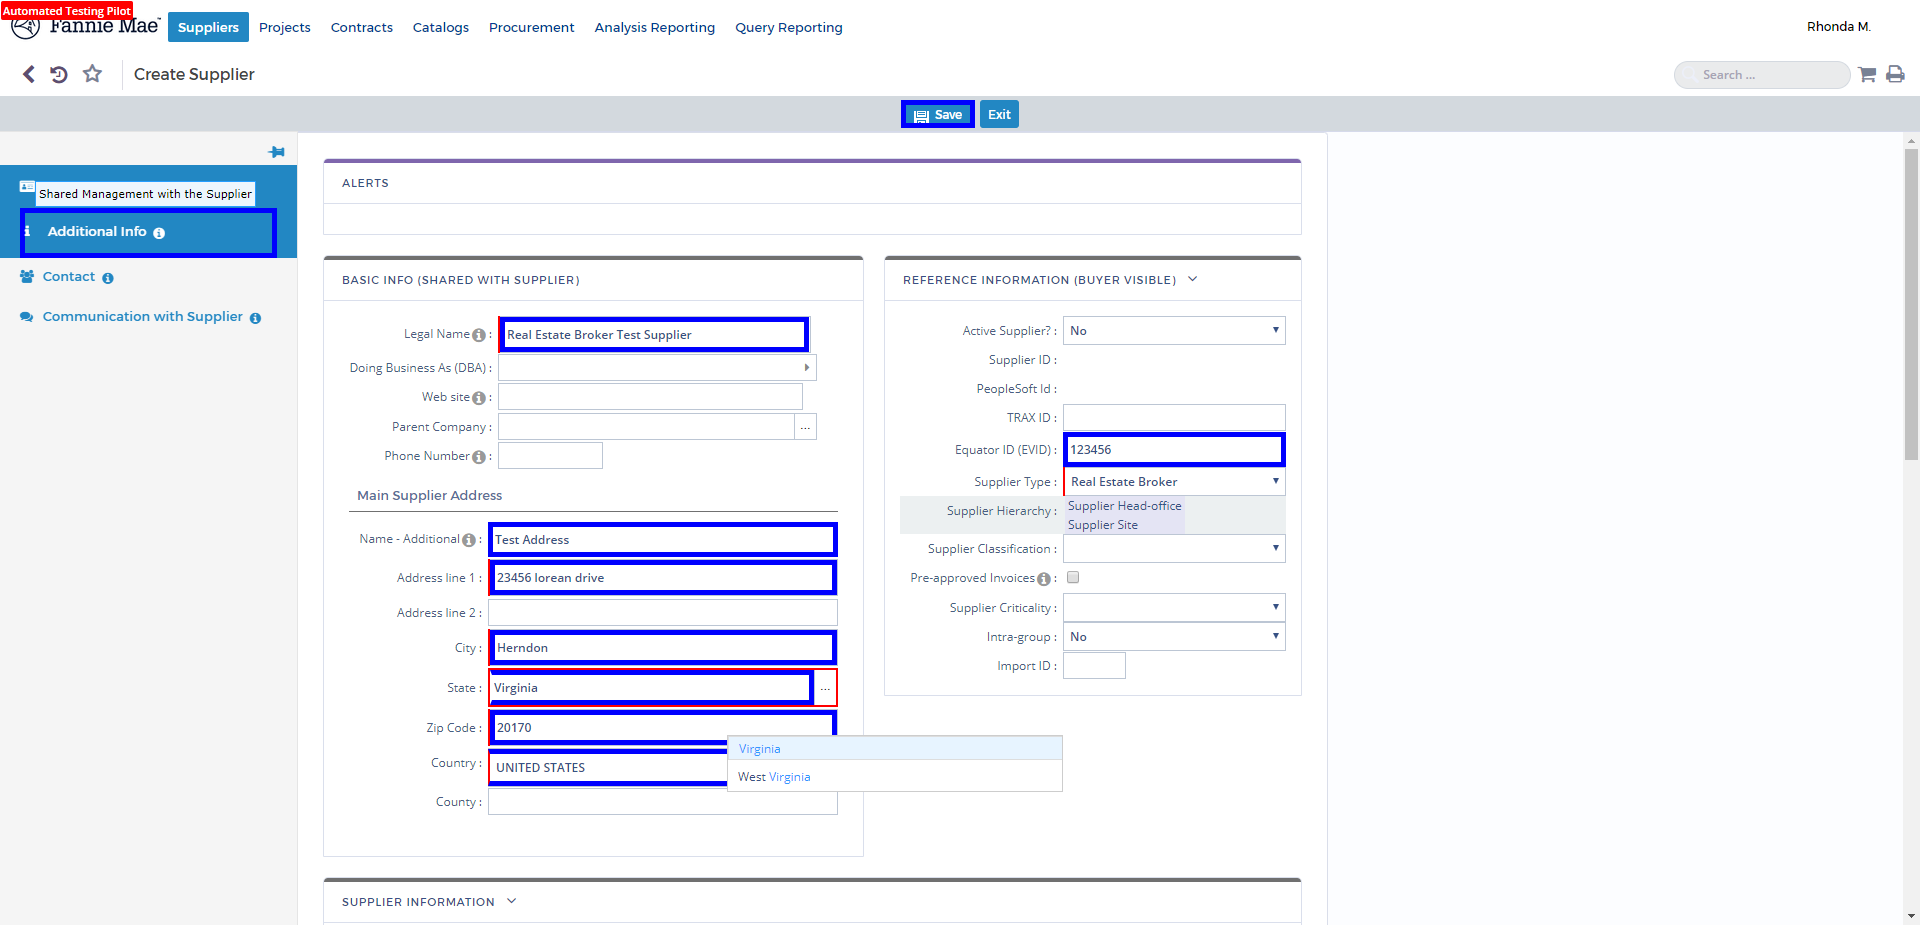 Automated Testing Pilot
Fannie Mae
Suppliers
Projects
Contracts
Catalogs
Procurement
Analysis Reporting
Query Reporting
Rhonda M.
Create Supplier
Search ...
Save
Exit
Shared Management with the Supplier
Additional Info
Contact
Communication with Supplier
ALERTS
BASIC INFO (SHARED WITH SUPPLIER)
Legal Name : Real Estate Broker Test Supplier
Doing Business As (DBA) :
Web site :
Parent Company : ...
Phone Number :
Main Supplier Address
Name - Additional : Test Address
Address line 1 : 23456 lorean drive
Address line 2 :
City : Herndon
State : Virginia ...
Zip Code : 20170
Country : UNITED STATES
County :
Virginia
West Virginia
REFERENCE INFORMATION (BUYER VISIBLE)
Active Supplier? : No
Supplier ID :
PeopleSoft Id :
TRAX ID :
Equator ID (EVID) : 123456
Supplier Type : Real Estate Broker
Supplier Hierarchy : Supplier Head-office
Supplier Site
Supplier Classification :
Pre-approved Invoices :
Supplier Criticality :
Intra-group : No
Import ID :
SUPPLIER INFORMATION